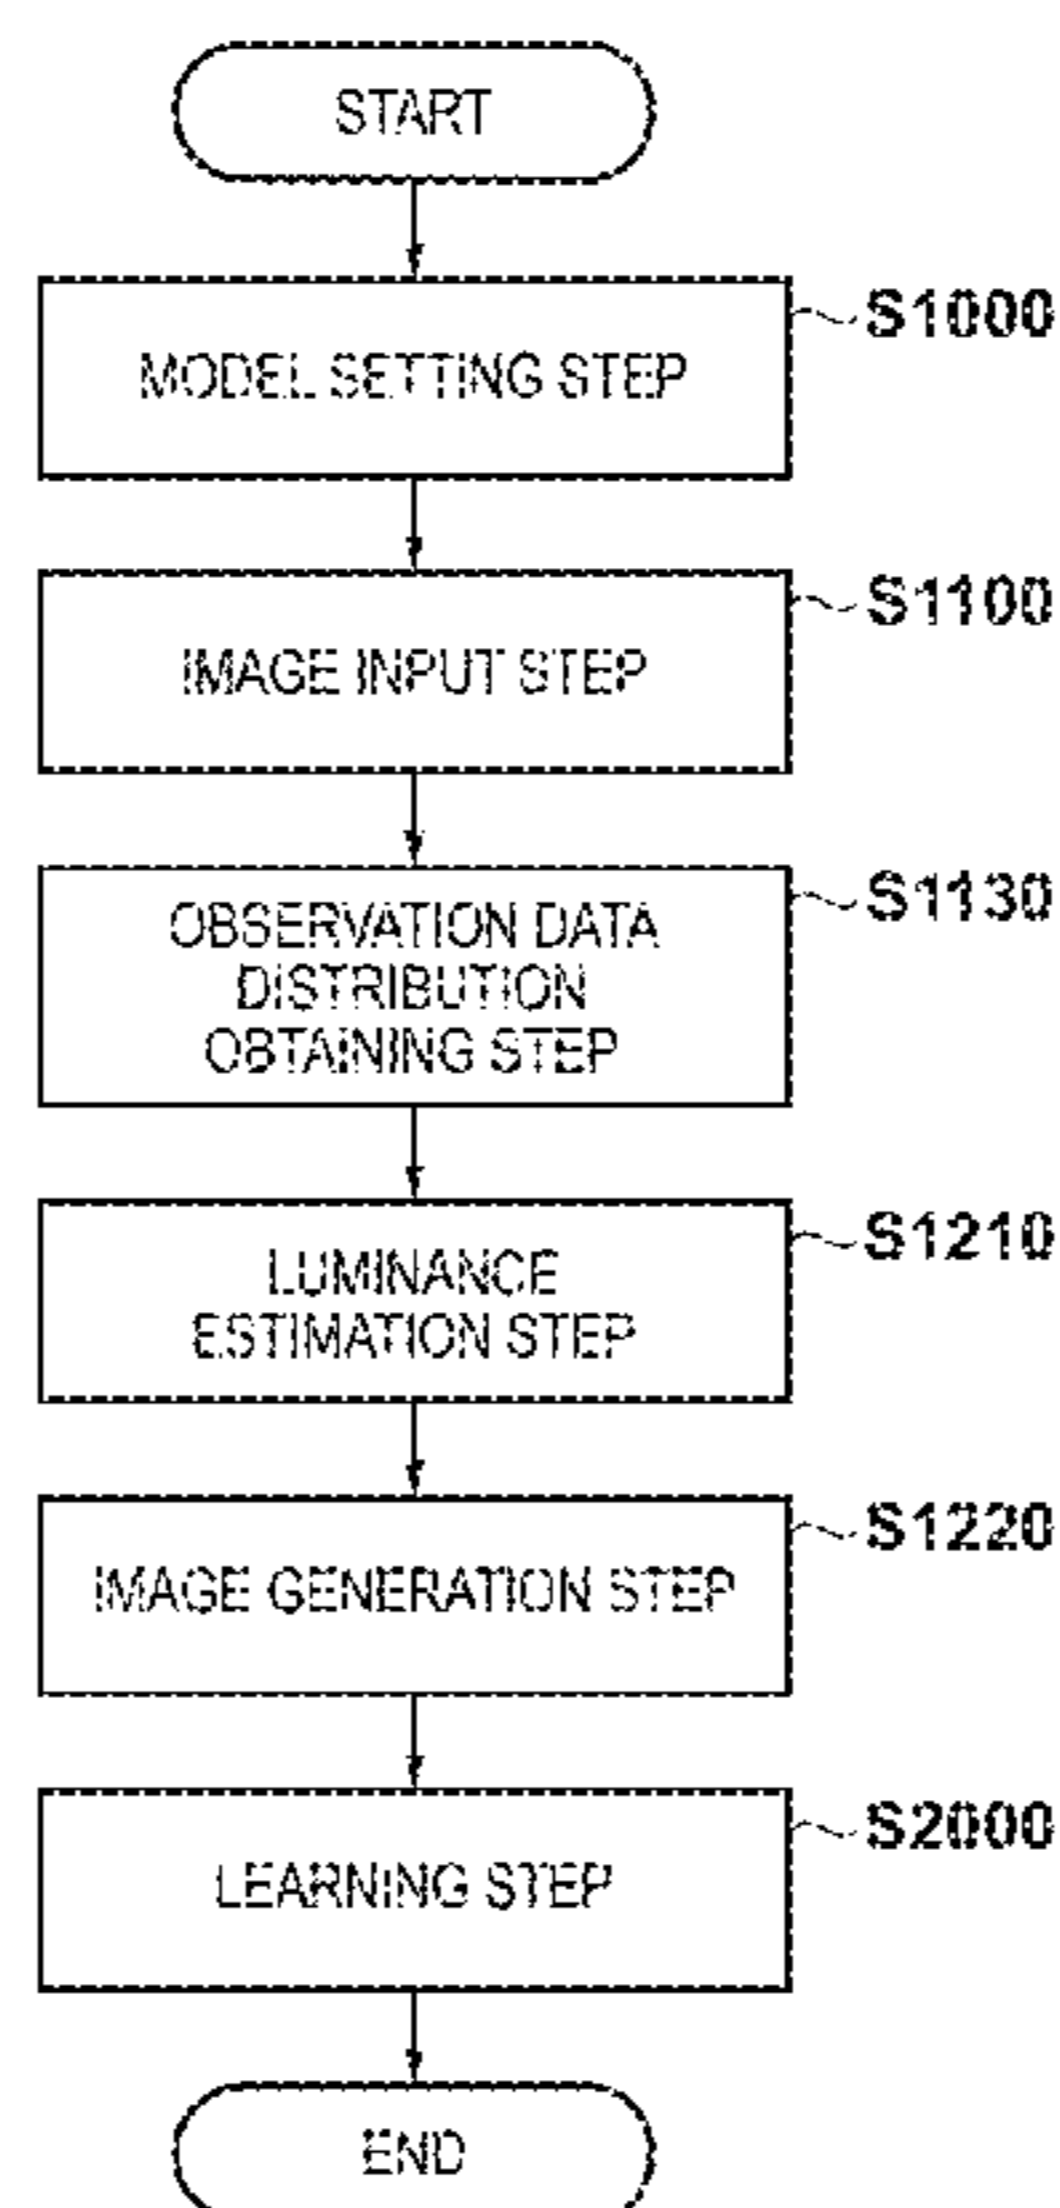 START
S1000
MODEL SETTING STEP
S1100
IMAGE INPUT STEP
S1130
OBSERVATION DATA
DISTRIBUTION
OBTAINING STEP
S1210
LUMINANCE
ESTIMATION STEP
S1220
IMAGE GENERATION STEP
S2000
LEARNING STEP
END